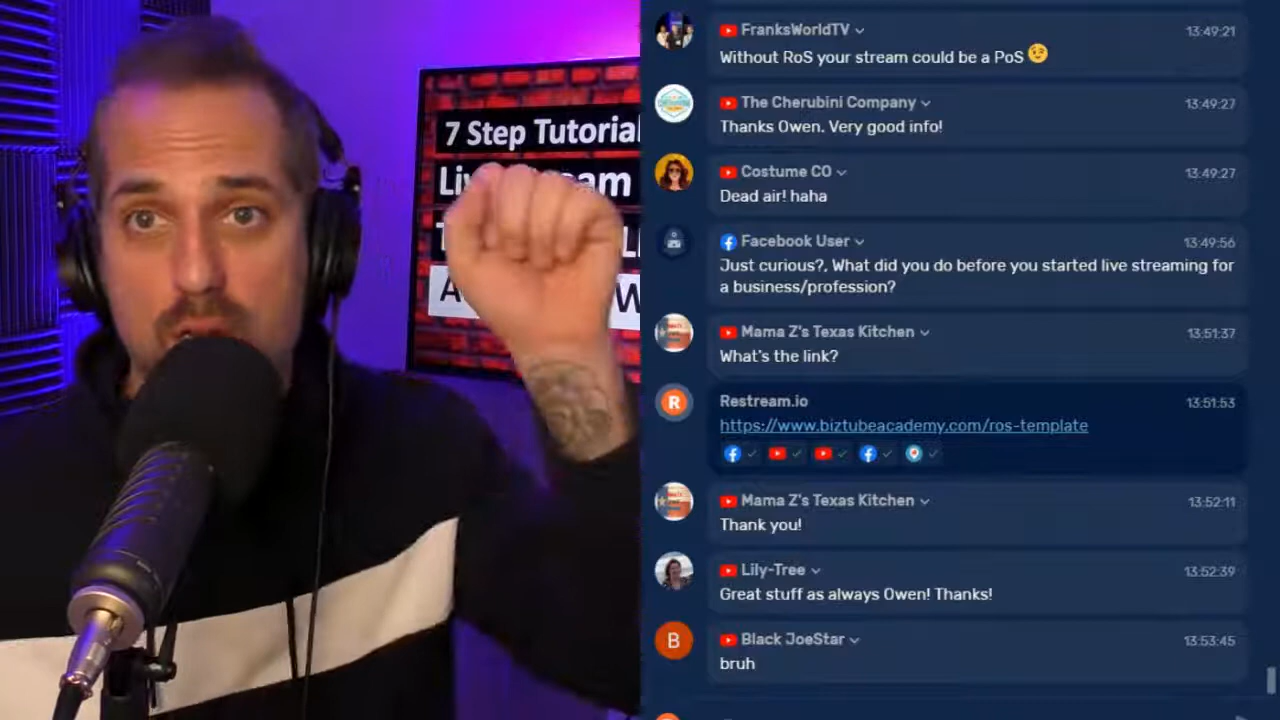 7 Step Tutorial
FranksWorldTV
13:49:21
Without RoS your stream could be a PoS 😉
The Cherubini Company
13:49:27
Thanks Owen. Very good info!
Costume CO
13:49:27
Dead air! haha
Facebook User
13:49:56
Just curious?, What did you do before you started live streaming for
a business/profession?
Mama Z's Texas Kitchen
13:51:37
What's the link?
R
Restream.io
13:51:53
https://www.biztubeacademy.com/ros-template
Mama Z's Texas Kitchen
13:52:11
Thank you!
Lily-Tree
13:52:39
Great stuff as always Owen! Thanks!
B
Black JoeStar
13:53:45
bruh